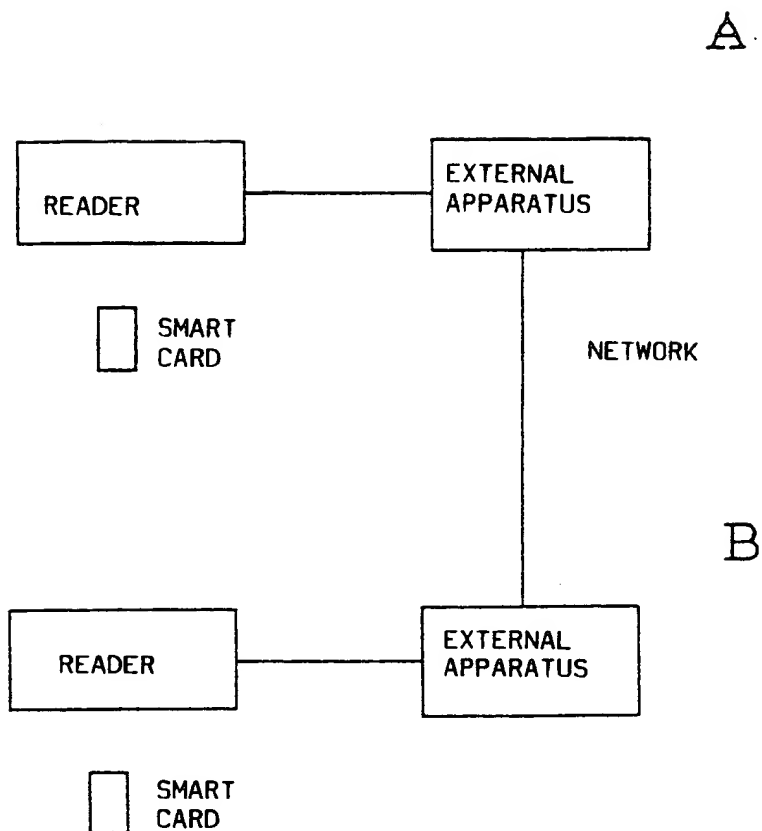 A
READER
EXTERNAL
APPARATUS
SMART
CARD
NETWORK
B
READER
EXTERNAL
APPARATUS
SMART
CARD